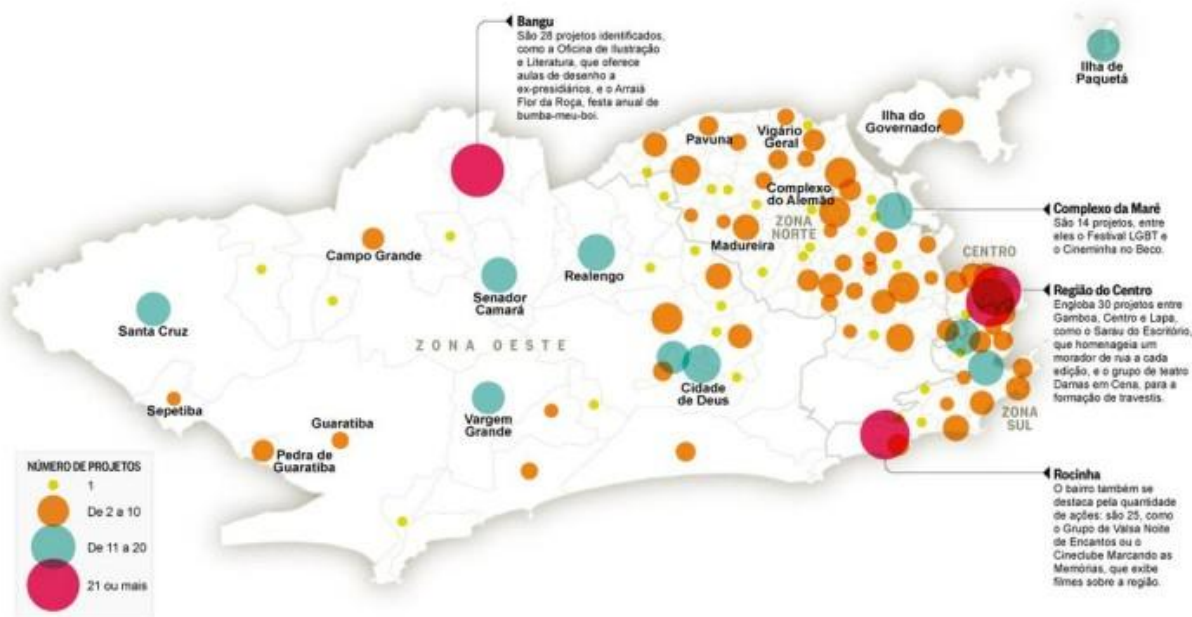 Bangu
São 28 projetos identificados,
como a Oficina de Ilustração
e Literatura, que oferece
aulas de desenho a
ex-presidiários, e o Arraiá
Flor da Roça, festa anual de
bumba-meu-boi.
Ilha de
Paquetá
Ilha do
Governador
Pavuna
Vigário
Geral
Complexo
do Alemão
ZONA
NORTE
Madureira
Complexo da Maré
São 14 projetos, entre
eles o Festival LGBT e
o Cineminha no Beco.
CENTRO
Região do Centro
Engloba 30 projetos entre
Gamboa, Centro e Lapa,
como o Sarau do Escritório,
que homenageia um
morador de rua a cada
edição, e o grupo de teatro
Damas em Cena, para a
formação de travestis.
Campo Grande
Realengo
Senador
Camará
Santa Cruz
ZONA OESTE
Cidade
de Deus
Sepetiba
Guaratiba
Vargem
Grande
Pedra de
Guaratiba
ZONA
SUL
Rocinha
O bairro também se
destaca pela quantidade
de ações: são 25, como
o Grupo de Valsa Noite
de Encantos ou o
Cineclube Marcando as
Memórias, que exibe
filmes sobre a região.
NÚMERO DE PROJETOS
1
De 2 a 10
De 11 a 20
21 ou mais